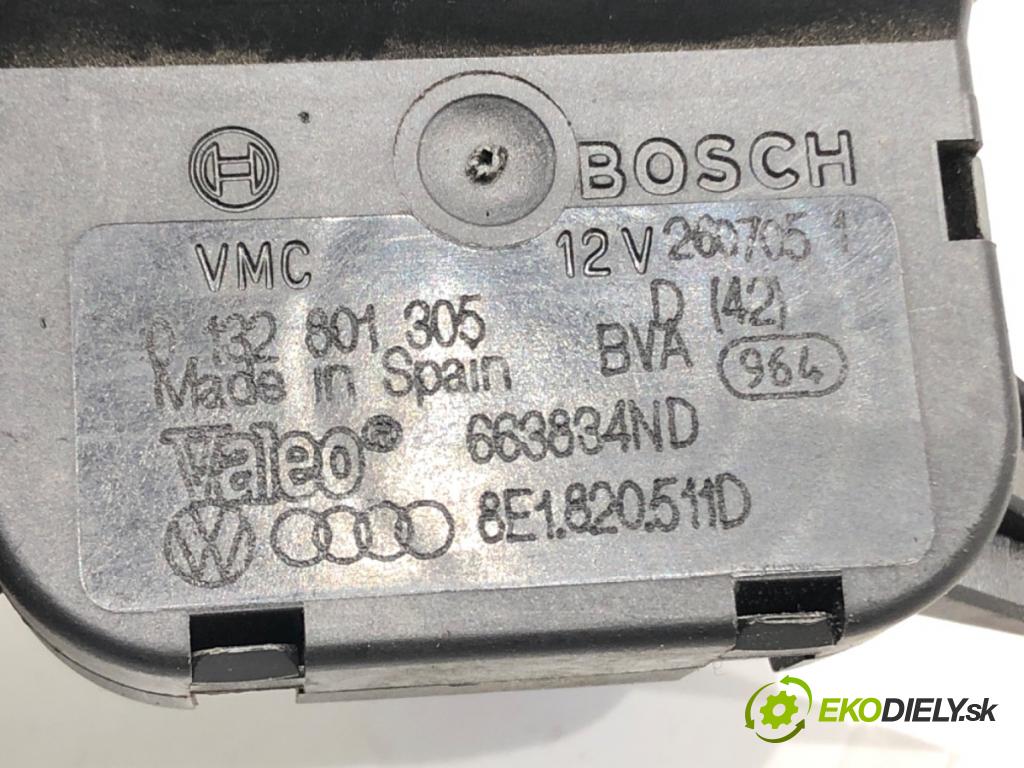 BOSCH
VMC 12V 260705 1
0 132 801 305 D (42)
Made in Spain BVA 964
Valeo® 663834ND
8E1.820.511D
EKODIELY.sk